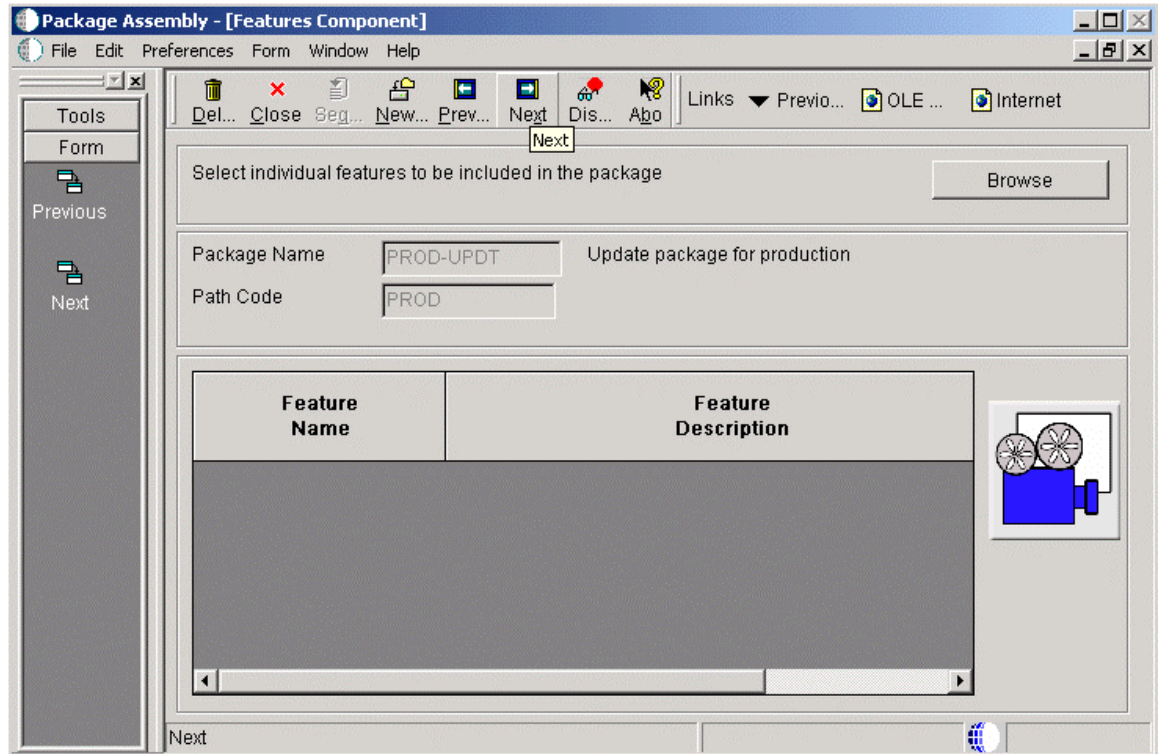 Package Assembly - [Features Component]
File Edit Preferences Form Window Help
Tools
Form
Previous
Next
Del... Close Seq... New... Prev... Next Dis... Abo
Links Previo... OLE ... Internet
Next
Select individual features to be included in the package
Browse
Package Name PROD-UPDT Update package for production
Path Code PROD
Feature Name
Feature Description
Next